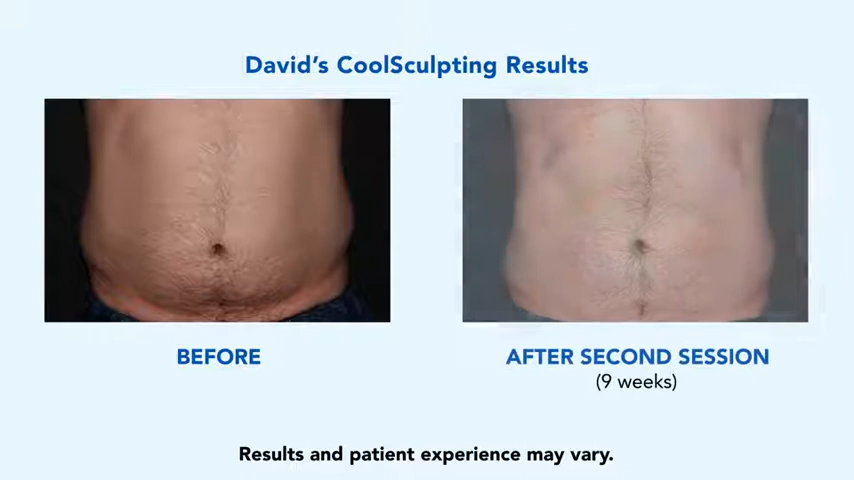 David's CoolSculpting Results
BEFORE
AFTER SECOND SESSION
(9 weeks)
Results and patient experience may vary.